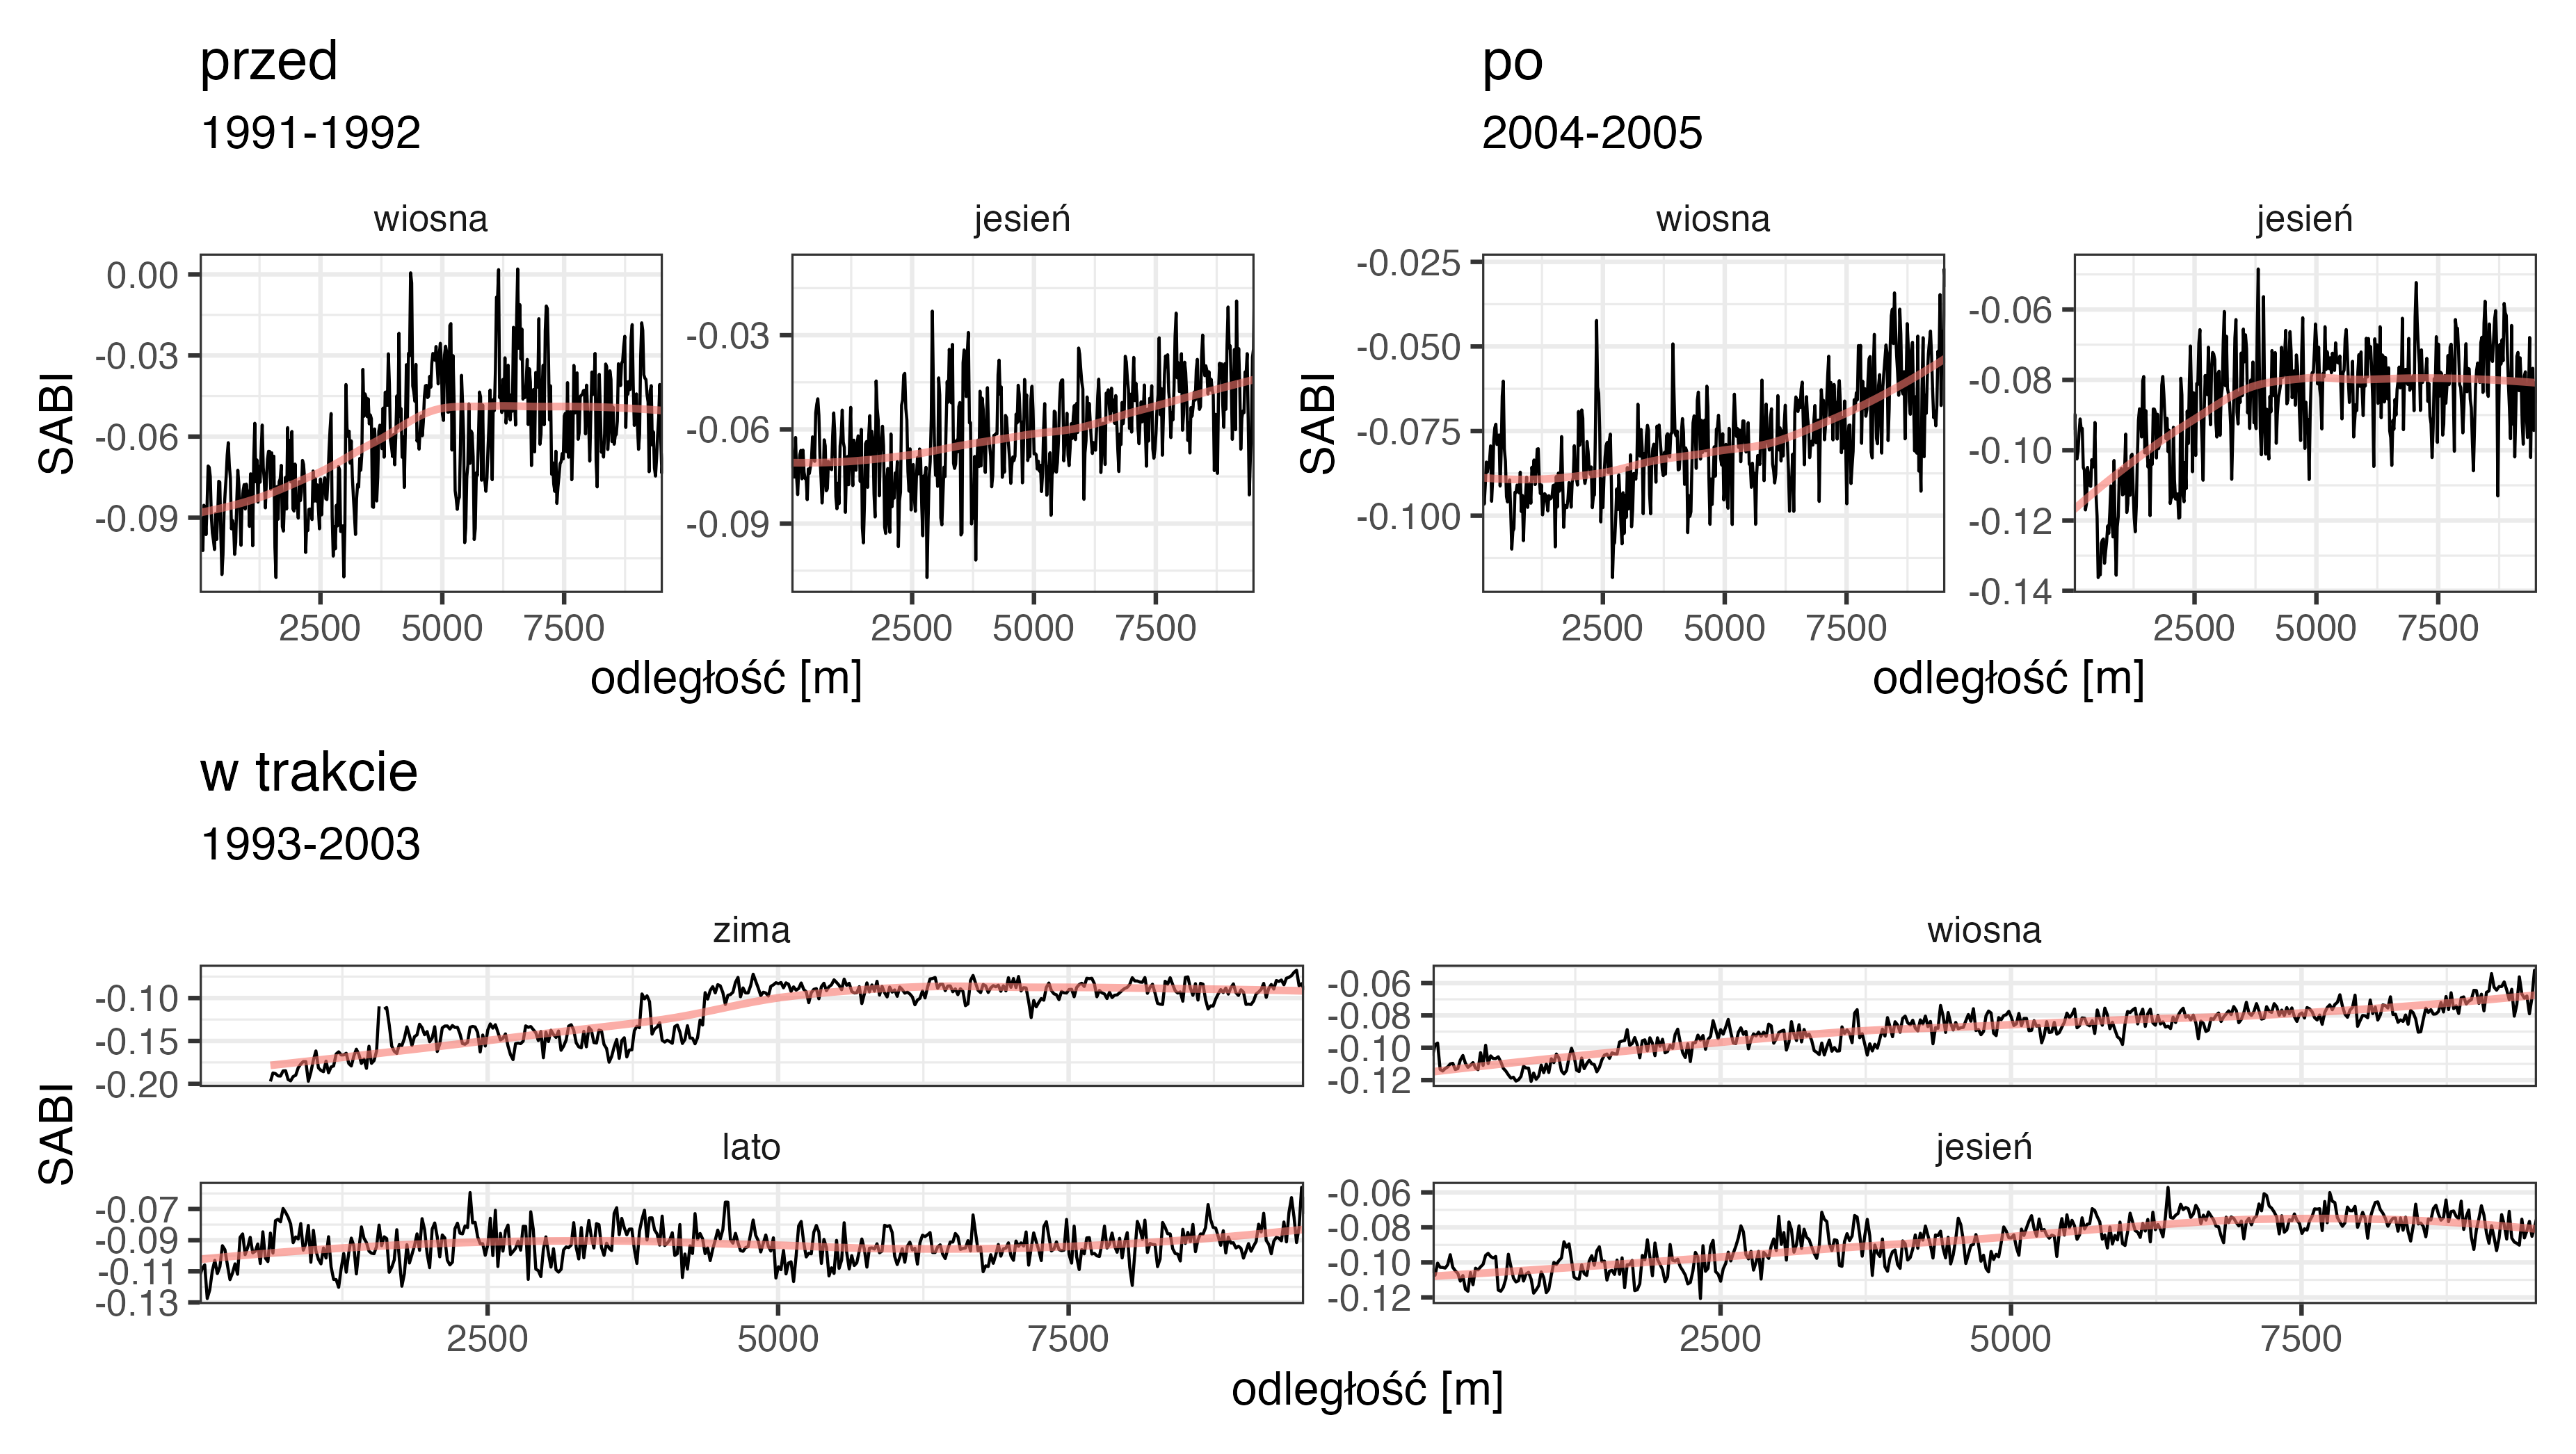 przed
1991-1992
wiosna
jesień
SABI
0.00
-0.03
-0.06
-0.09
-0.03
-0.06
-0.09
2500 5000 7500
2500 5000 7500
odległość [m]
po
2004-2005
wiosna
jesień
SABI
-0.025
-0.050
-0.075
-0.100
-0.06
-0.08
-0.10
-0.12
-0.14
2500 5000 7500
2500 5000 7500
odległość [m]
w trakcie
1993-2003
SABI
zima
-0.10
-0.15
-0.20
wiosna
-0.06
-0.08
-0.10
-0.12
lato
-0.07
-0.09
-0.11
-0.13
jesień
-0.06
-0.08
-0.10
-0.12
2500 5000 7500
2500 5000 7500
odległość [m]